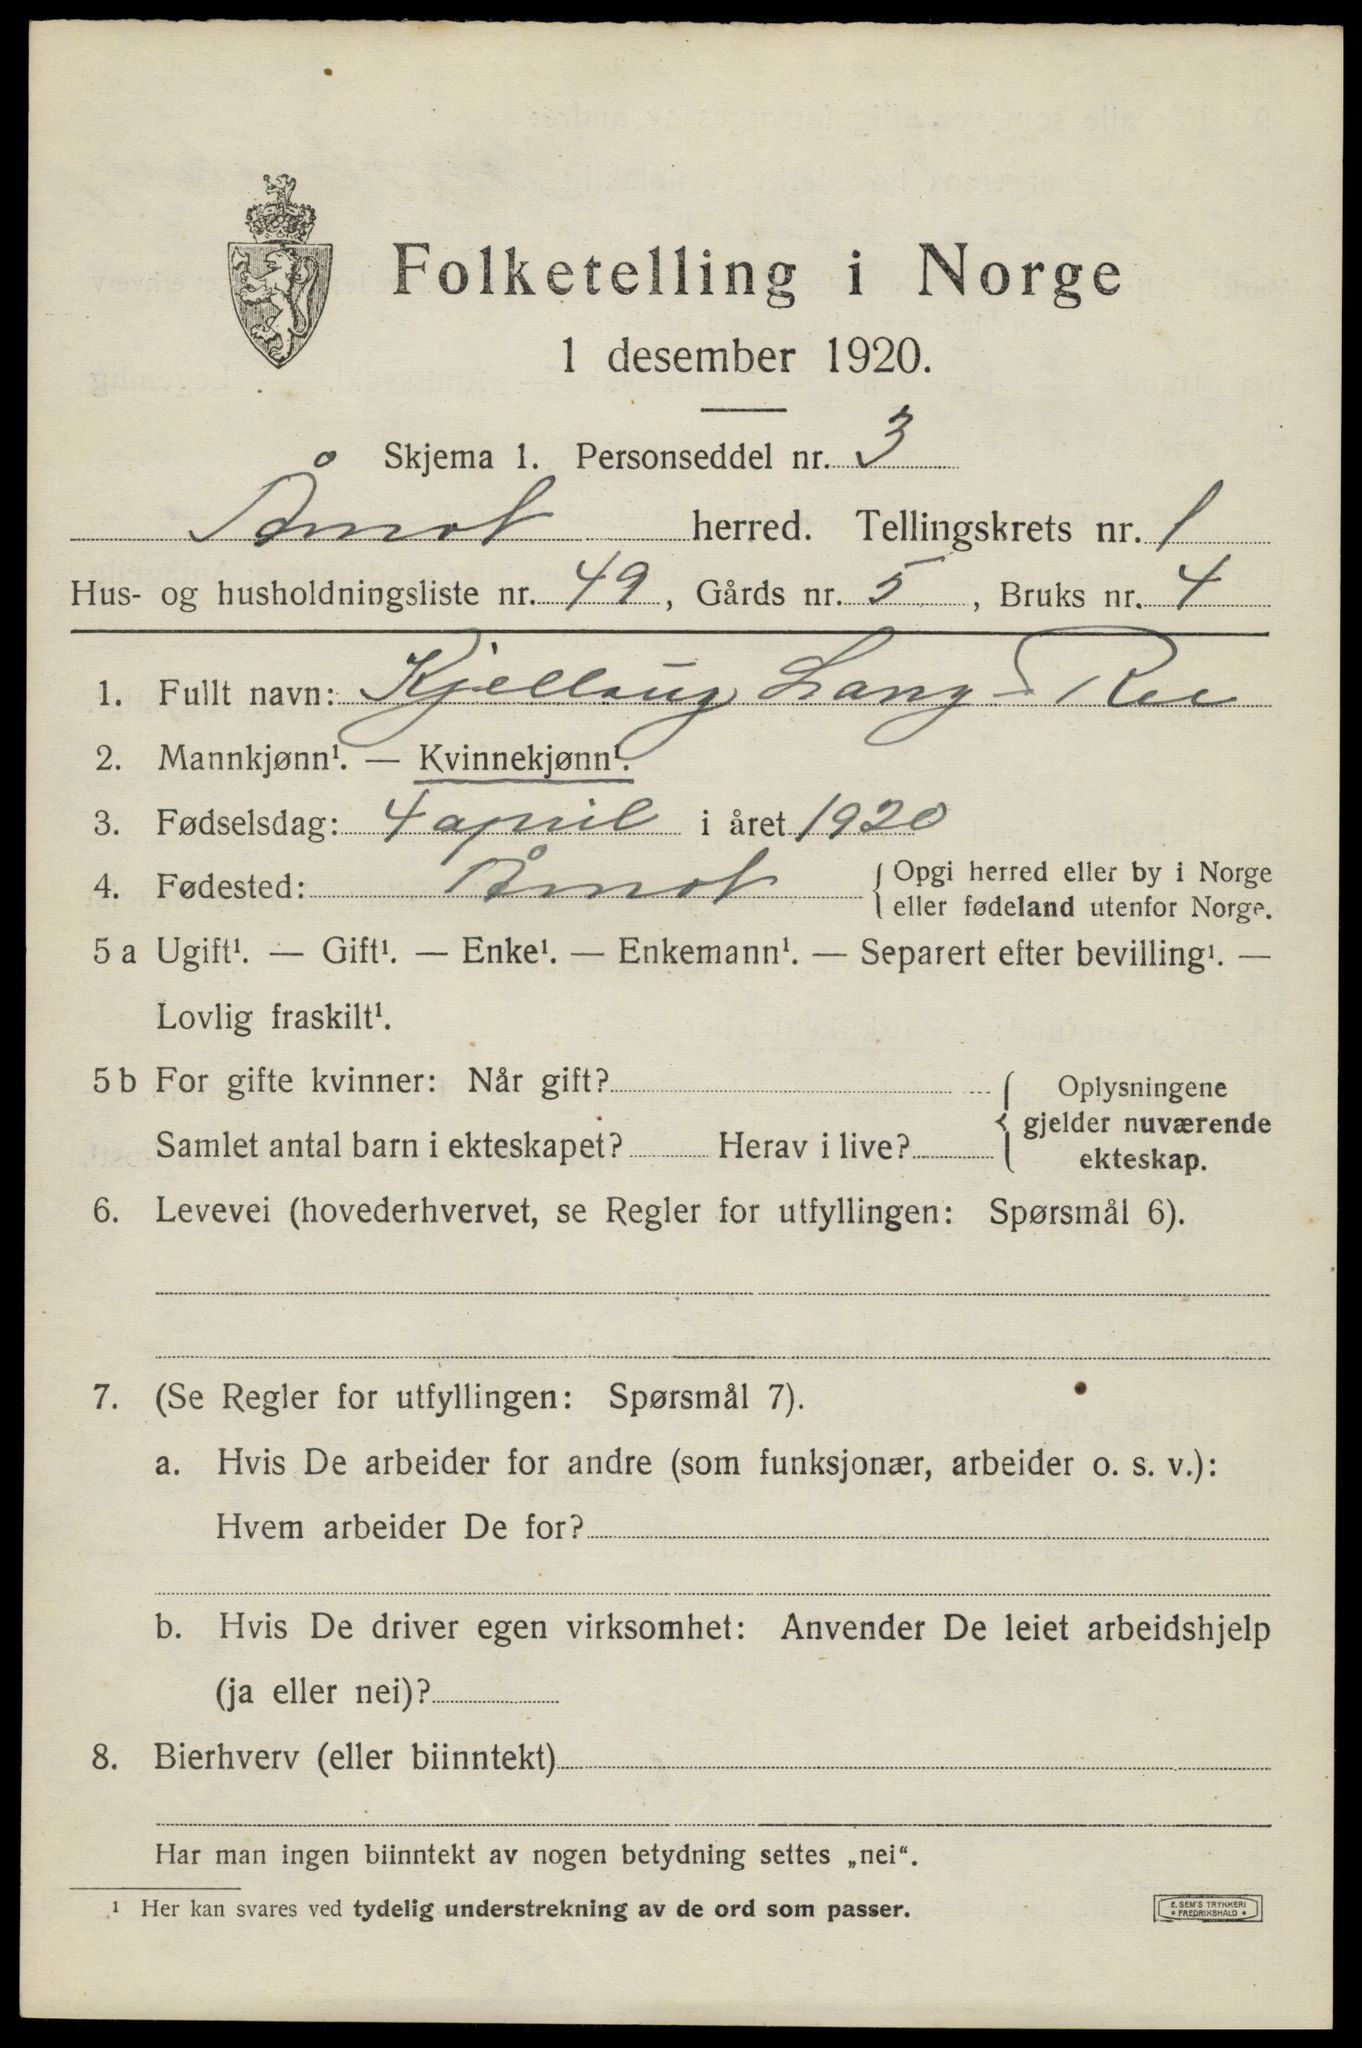 Folketelling i Norge
1 desember 1920.
Skjema 1. Personseddel nr. 3
Åmot herred. Tellingskrets nr. 1
Hus- og husholdningsliste nr. 49, Gårds nr. 5, Bruks nr. 4
1. Fullt navn: Kjellaug Lang-Ree
2. Mannkjønn¹. — Kvinnekjønn¹.
3. Fødselsdag: 4 april i året 1920
4. Fødested: Åmot {Opgi herred eller by i Norge
eller fødeland utenfor Norge.
5 a Ugift¹. — Gift¹. — Enke¹. — Enkemann¹. — Separert efter bevilling¹. —
Lovlig fraskilt¹.
5 b For gifte kvinner: Når gift? { Oplysningene
gjelder nuværende
Samlet antal barn i ekteskapet? Herav i live? ekteskap.
6. Levevei (hovederhvervet, se Regler for utfyllingen: Spørsmål 6).
7. (Se Regler for utfyllingen: Spørsmål 7).
a. Hvis De arbeider for andre (som funksjonær, arbeider o. s. v.):
Hvem arbeider De for?
b. Hvis De driver egen virksomhet: Anvender De leiet arbeidshjelp
(ja eller nei)?
8. Bierhverv (eller biinntekt)
Har man ingen biinntekt av nogen betydning settes „nei“.
¹ Her kan svares ved tydelig understrekning av de ord som passer.
E. SEM'S TRYKKERI
* FREDRIKSHALD *